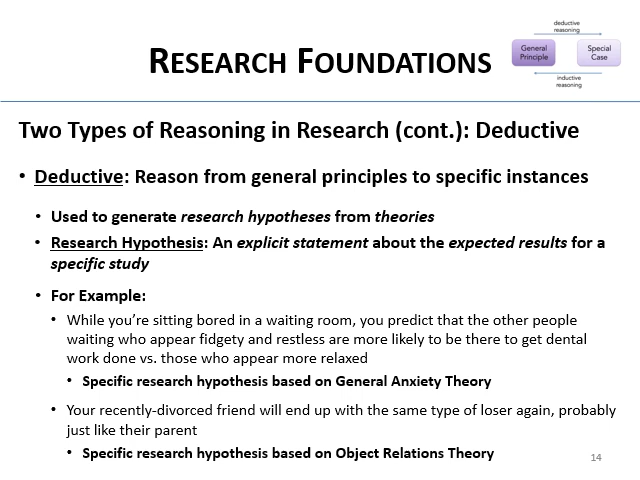 deductive
reasoning
General
Principle
Special
Case
inductive
reasoning
RESEARCH FOUNDATIONS
Two Types of Reasoning in Research (cont.): Deductive
• Deductive: Reason from general principles to specific instances
• Used to generate research hypotheses from theories
• Research Hypothesis: An explicit statement about the expected results for a
specific study
• For Example:
• While you’re sitting bored in a waiting room, you predict that the other people
waiting who appear fidgety and restless are more likely to be there to get dental
work done vs. those who appear more relaxed
• Specific research hypothesis based on General Anxiety Theory
• Your recently-divorced friend will end up with the same type of loser again, probably
just like their parent
• Specific research hypothesis based on Object Relations Theory
14